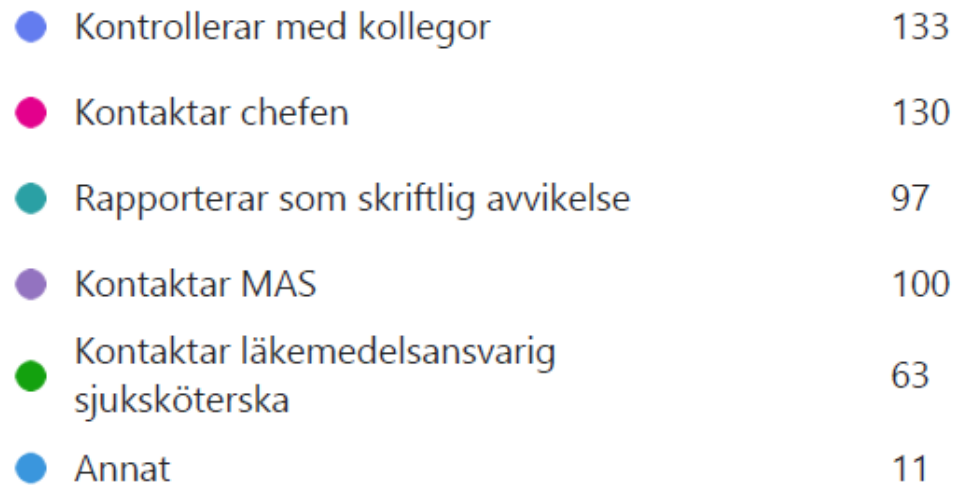 Kontrollerar med kollegor 133
Kontaktar chefen 130
Rapporterar som skriftlig avvikelse 97
Kontaktar MAS 100
Kontaktar läkemedelsansvarig
sjuksköterska 63
Annat 11